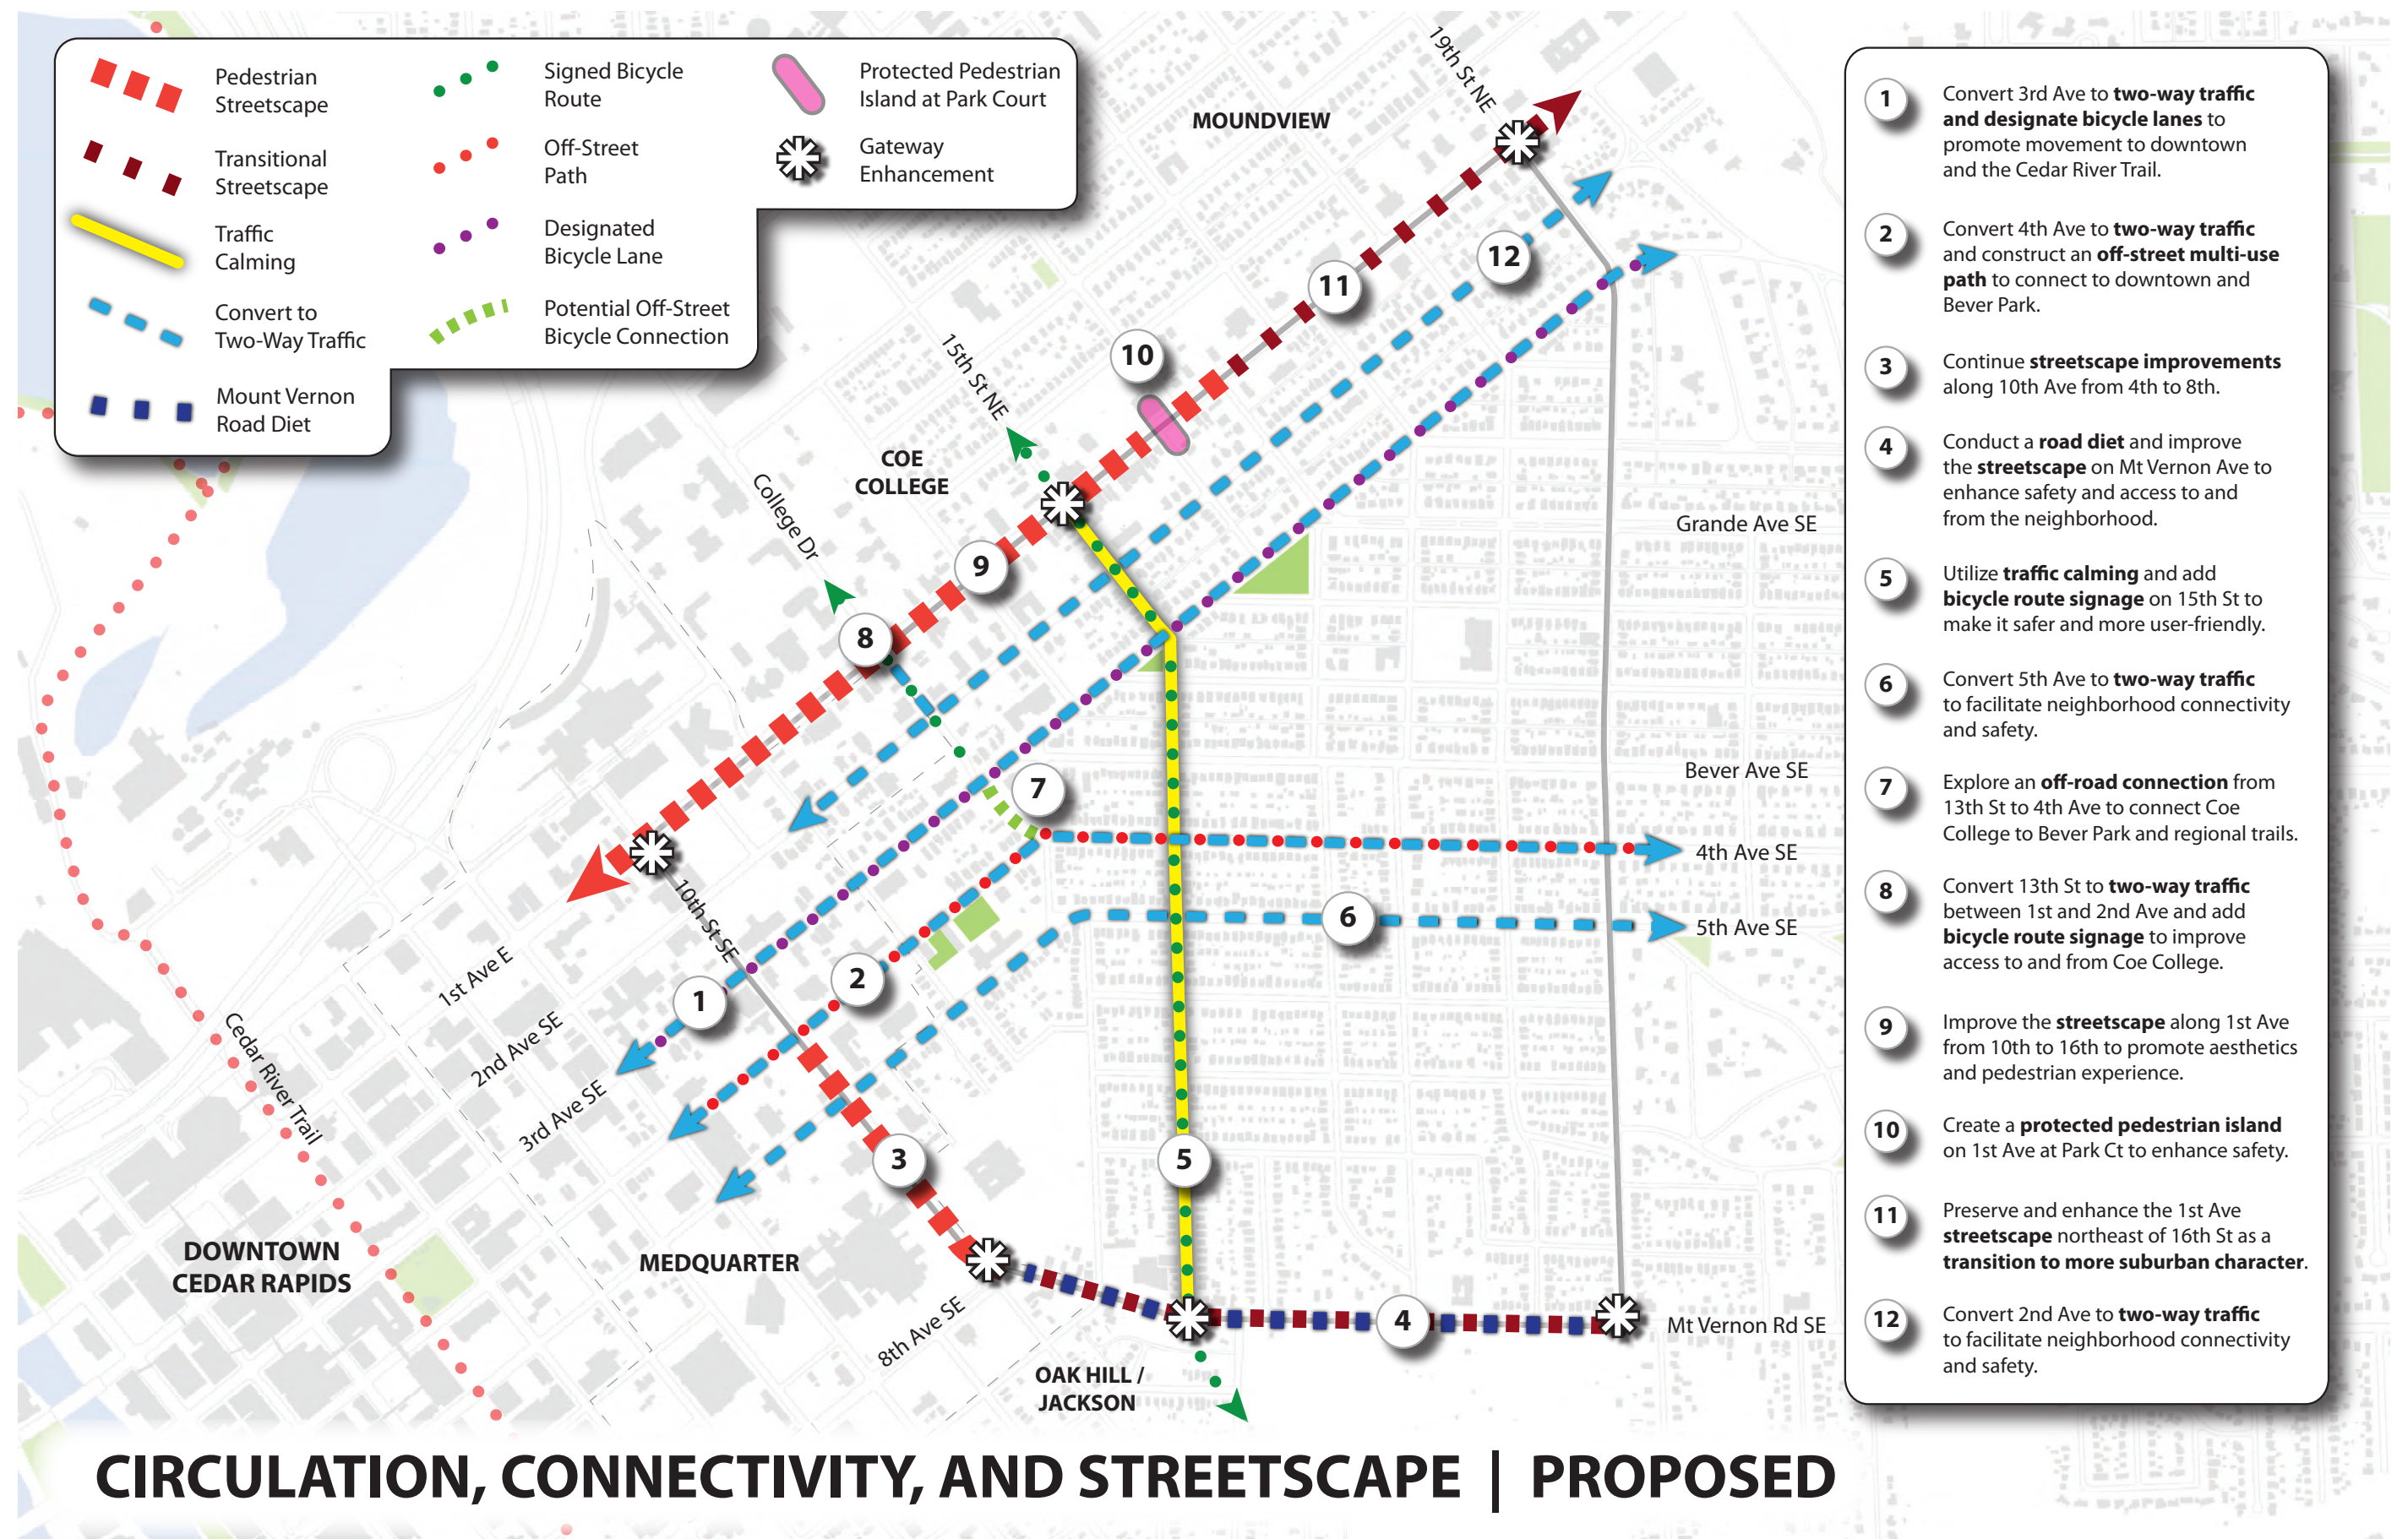 Pedestrian
Streetscape
Transitional
Streetscape
Traffic
Calming
Convert to
Two-Way Traffic
Mount Vernon
Road Diet
Signed Bicycle
Route
Off-Street
Path
Designated
Bicycle Lane
Potential Off-Street
Bicycle Connection
Protected Pedestrian
Island at Park Court
Gateway
Enhancement
19th St NE
MOUNDVIEW
12
11
10
15th St NE
COE
COLLEGE
College Dr
9
8
Grande Ave SE
7
Bever Ave SE
4th Ave SE
6
5th Ave SE
10th St SE
1
2
1st Ave E
2nd Ave SE
3rd Ave SE
Cedar River Trail
3
5
DOWNTOWN
CEDAR RAPIDS
MEDQUARTER
8th Ave SE
4
Mt Vernon Rd SE
OAK HILL /
JACKSON
1
Convert 3rd Ave to two-way traffic
and designate bicycle lanes to
promote movement to downtown
and the Cedar River Trail.
2
Convert 4th Ave to two-way traffic
and construct an off-street multi-use
path to connect to downtown and
Bever Park.
3
Continue streetscape improvements
along 10th Ave from 4th to 8th.
4
Conduct a road diet and improve
the streetscape on Mt Vernon Ave to
enhance safety and access to and
from the neighborhood.
5
Utilize traffic calming and add
bicycle route signage on 15th St to
make it safer and more user-friendly.
6
Convert 5th Ave to two-way traffic
to facilitate neighborhood connectivity
and safety.
7
Explore an off-road connection from
13th St to 4th Ave to connect Coe
College to Bever Park and regional trails.
8
Convert 13th St to two-way traffic
between 1st and 2nd Ave and add
bicycle route signage to improve
access to and from Coe College.
9
Improve the streetscape along 1st Ave
from 10th to 16th to promote aesthetics
and pedestrian experience.
10
Create a protected pedestrian island
on 1st Ave at Park Ct to enhance safety.
11
Preserve and enhance the 1st Ave
streetscape northeast of 16th St as a
transition to more suburban character.
12
Convert 2nd Ave to two-way traffic
to facilitate neighborhood connectivity
and safety.
CIRCULATION, CONNECTIVITY, AND STREETSCAPE | PROPOSED